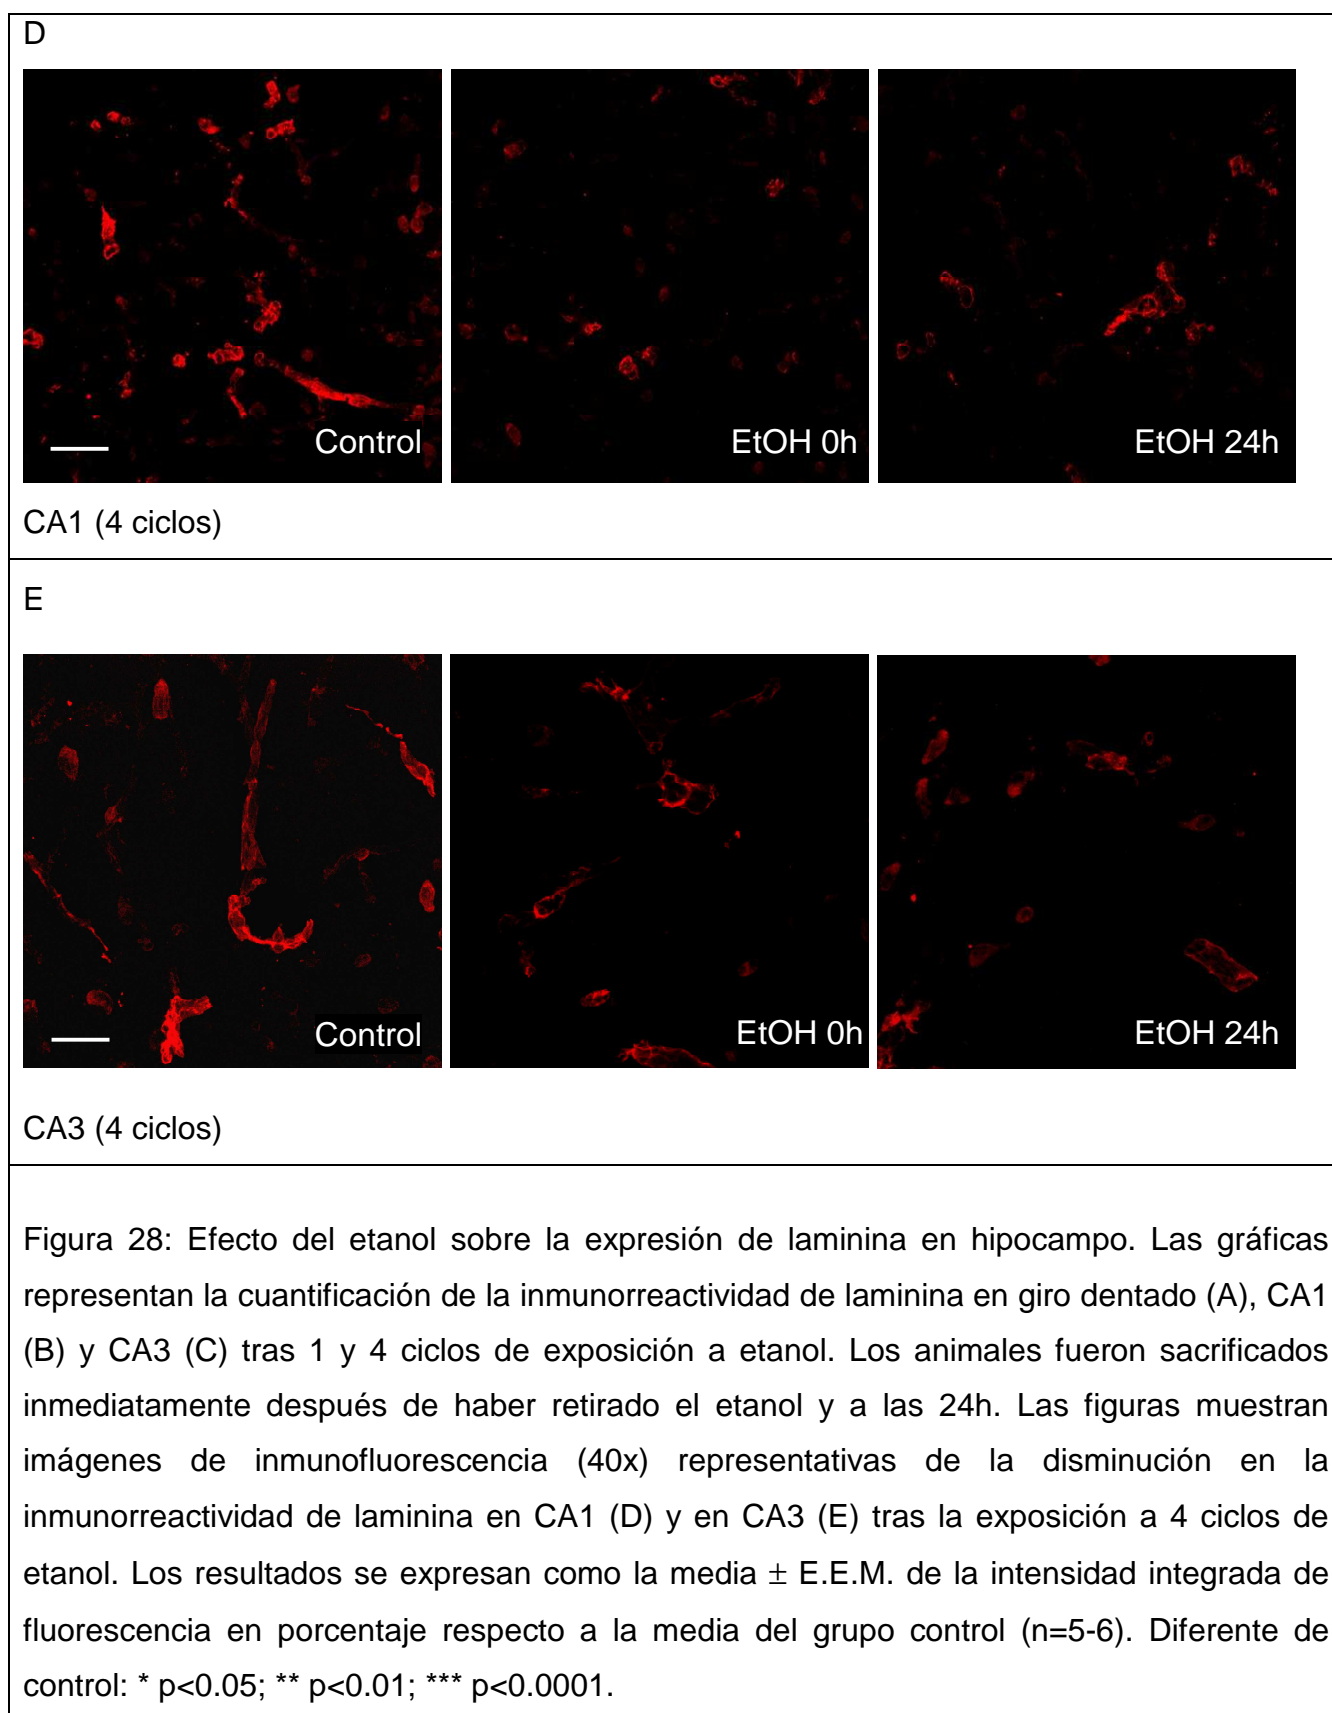 D
Control
EtOH 0h
EtOH 24h
CA1 (4 ciclos)
E
Control
EtOH 0h
EtOH 24h
CA3 (4 ciclos)
Figura 28: Efecto del etanol sobre la expresión de laminina en hipocampo. Las gráficas
representan la cuantificación de la inmunorreactividad de laminina en giro dentado (A), CA1
(B) y CA3 (C) tras 1 y 4 ciclos de exposición a etanol. Los animales fueron sacrificados
inmediatamente después de haber retirado el etanol y a las 24h. Las figuras muestran
imágenes de inmunofluorescencia (40x) representativas de la disminución en la
inmunorreactividad de laminina en CA1 (D) y en CA3 (E) tras la exposición a 4 ciclos de
etanol. Los resultados se expresan como la media ± E.E.M. de la intensidad integrada de
fluorescencia en porcentaje respecto a la media del grupo control (n=5-6). Diferente de
control: * p<0.05; ** p<0.01; *** p<0.0001.